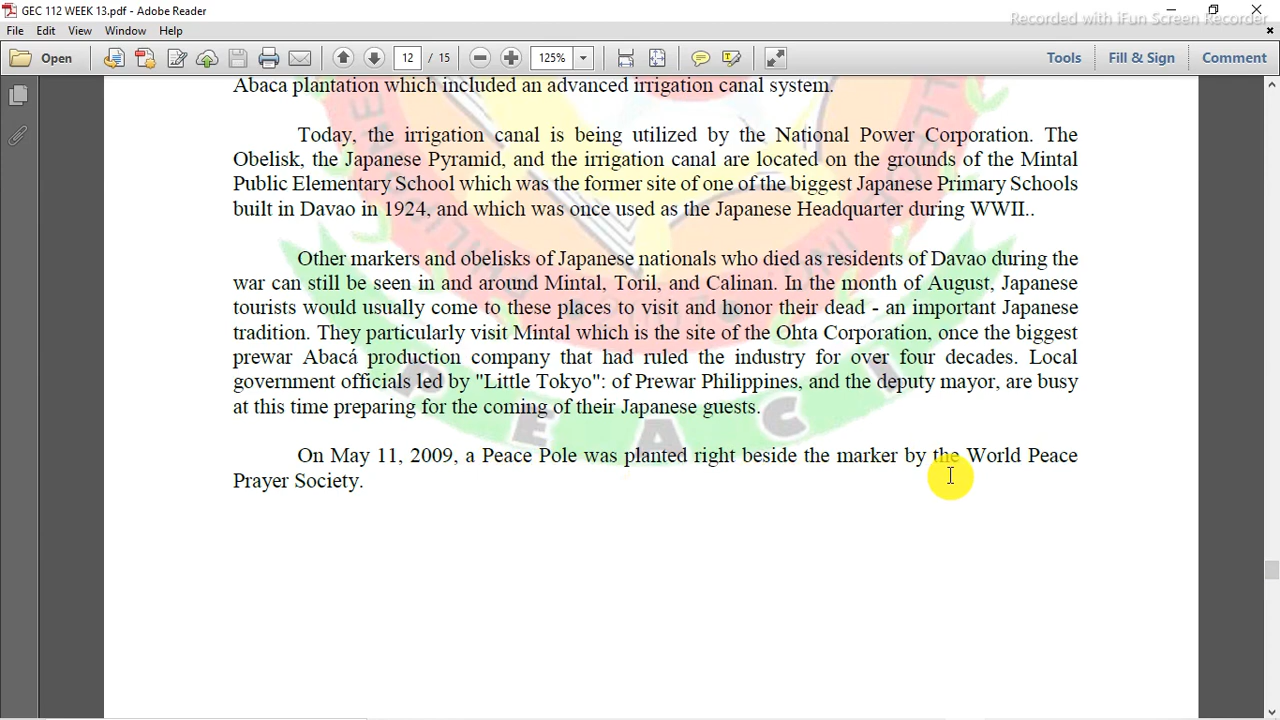 GEC 112 WEEK 13.pdf - Adobe Reader
Recorded with iFun Screen Recorder
File Edit View Window Help
Open 12 / 15 125% Tools Fill & Sign Comment
Abaca plantation which included an advanced irrigation canal system.
Today, the irrigation canal is being utilized by the National Power Corporation. The
Obelisk, the Japanese Pyramid, and the irrigation canal are located on the grounds of the Mintal
Public Elementary School which was the former site of one of the biggest Japanese Primary Schools
built in Davao in 1924, and which was once used as the Japanese Headquarter during WWII..
Other markers and obelisks of Japanese nationals who died as residents of Davao during the
war can still be seen in and around Mintal, Toril, and Calinan. In the month of August, Japanese
tourists would usually come to these places to visit and honor their dead - an important Japanese
tradition. They particularly visit Mintal which is the site of the Ohta Corporation, once the biggest
prewar Abacá production company that had ruled the industry for over four decades. Local
government officials led by "Little Tokyo": of Prewar Philippines, and the deputy mayor, are busy
at this time preparing for the coming of their Japanese guests.
On May 11, 2009, a Peace Pole was planted right beside the marker by the World Peace
Prayer Society.
P E A C I